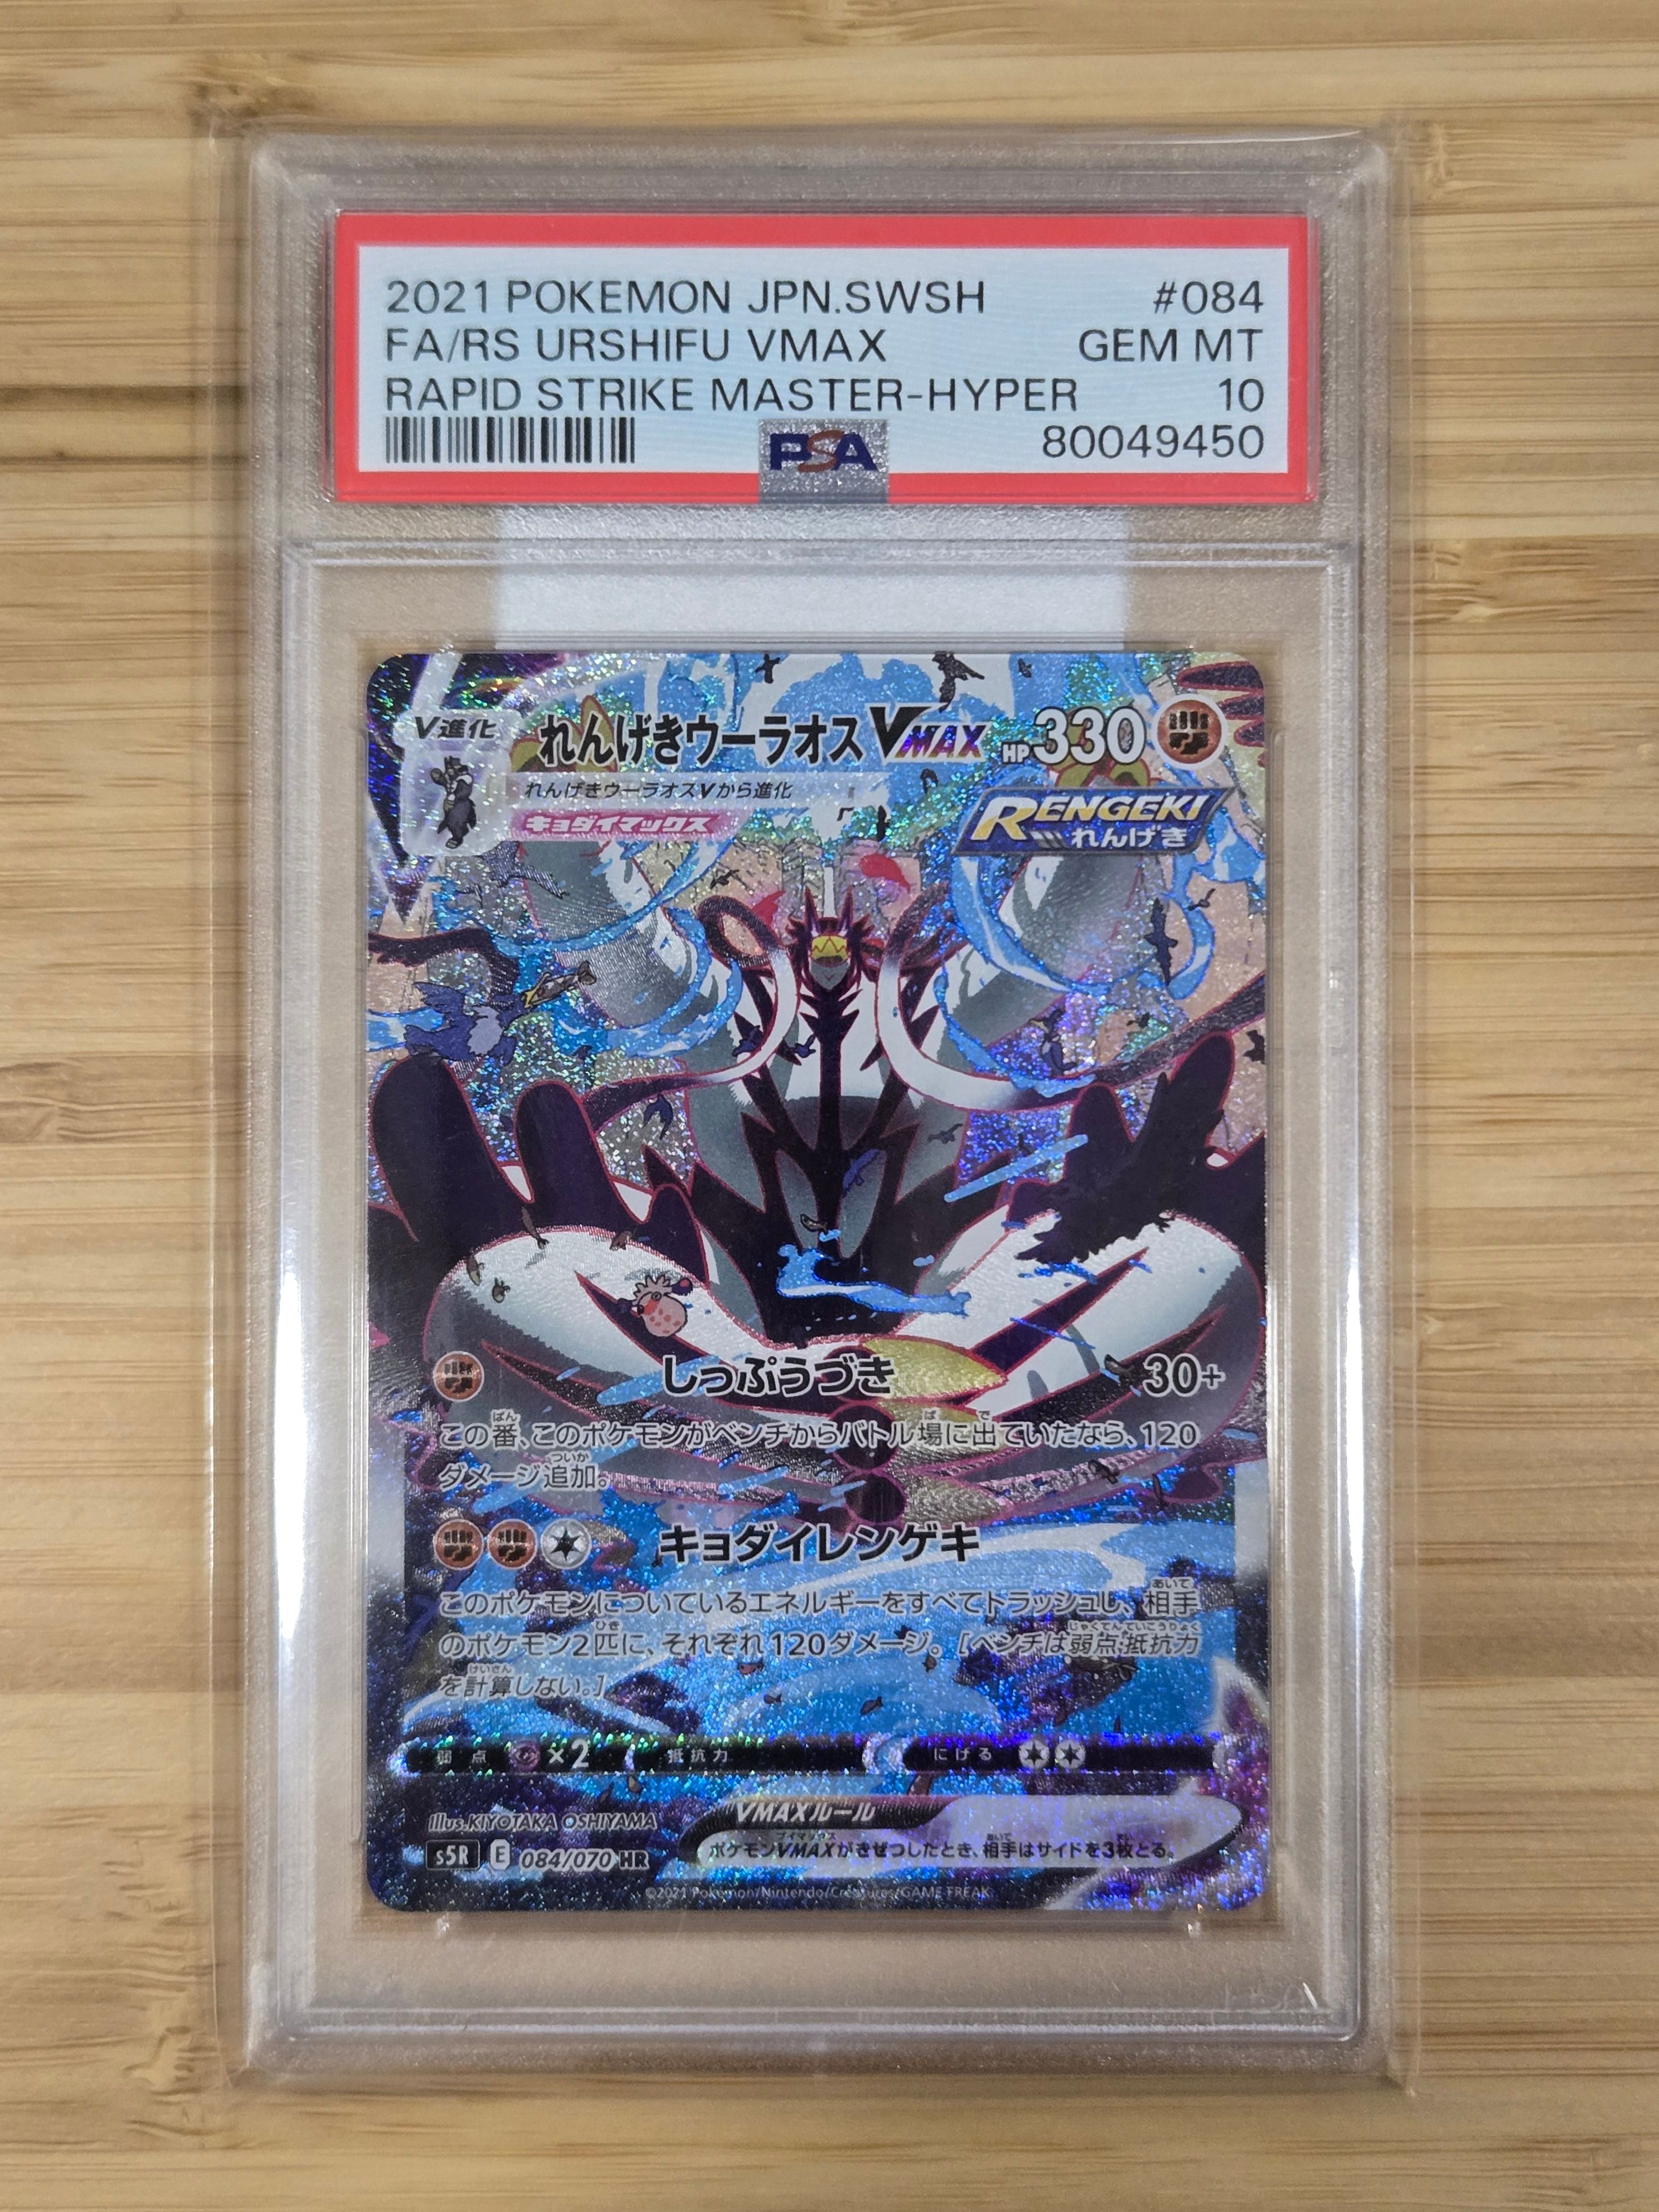 2021 POKEMON JPN.SWSH #084
FA/RS URSHIFU VMAX GEM MT
RAPID STRIKE MASTER-HYPER 10
PSA 80049450
V進化 れんげきウーラオス VMAX HP 330
れんげきウーラオスVから進化
キョダイマックス
RENGEKI
れんげき
しっぷうづき 30+
この番、このポケモンがベンチからバトル場に出ていたなら、120
ダメージ追加。
キョダイレンゲキ
このポケモンについているエネルギーをすべてトラッシュし、相手
のポケモン2匹に、それぞれ120ダメージ。[ベンチは弱点・抵抗力
を計算しない。]
弱点 ×2 抵抗力 にげる
Illus.KIYOTAKA OSHIYAMA
VMAXルール
ポケモンVMAXがきぜつしたとき、相手はサイドを3枚とる。
s5R E 084/070 HR
©2021 Pokémon/Nintendo/Creatures/GAME FREAK.